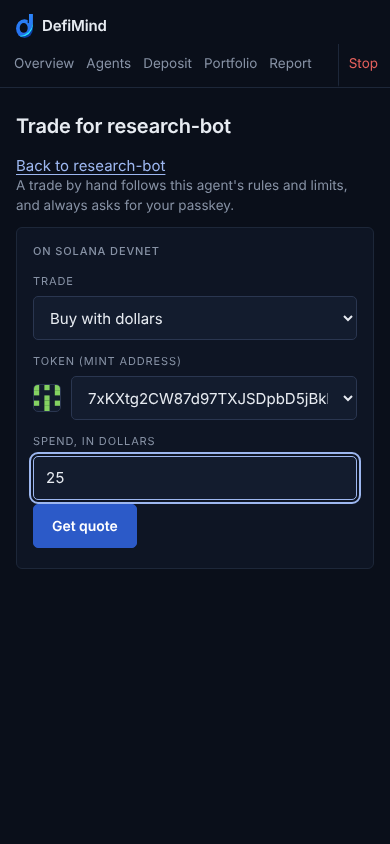 DefiMind
Overview Agents Deposit Portfolio Report Stop
Trade for research-bot
Back to research-bot
A trade by hand follows this agent's rules and limits,
and always asks for your passkey.
ON SOLANA DEVNET
TRADE
Buy with dollars
TOKEN (MINT ADDRESS)
7xKXtg2CW87d97TXJSDpbD5jBk
SPEND, IN DOLLARS
25
Get quote